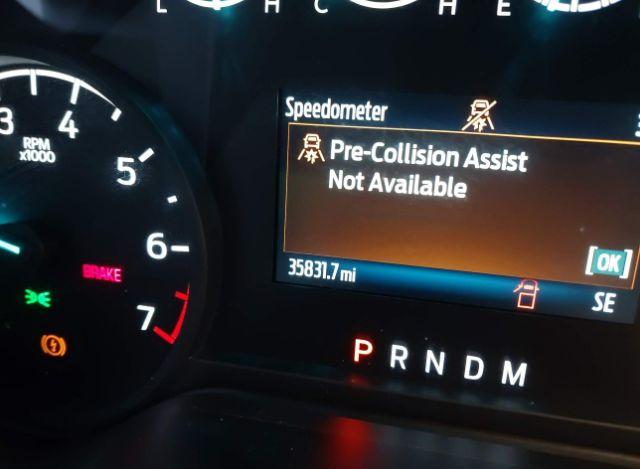 L H C H E
Speedometer
Pre-Collision Assist
Not Available
[OK]
35831.7 mi
SE
3
4
RPM
x1000
5
6
BRAKE
7
P R N D M